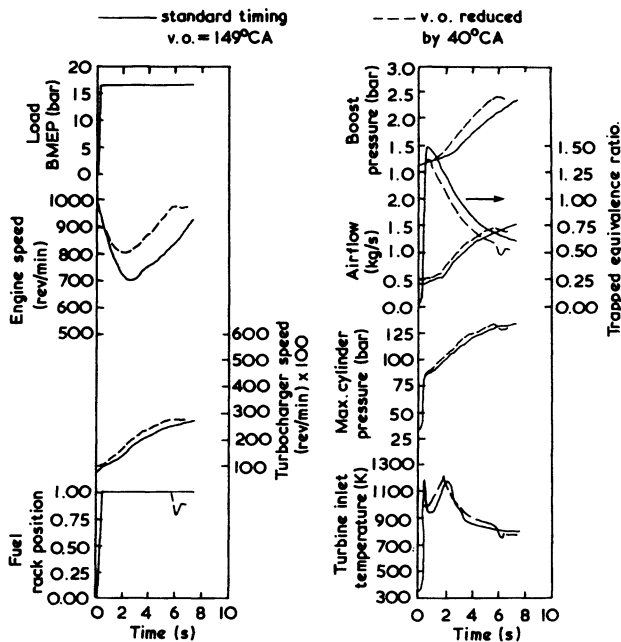 standard timing
v.o. = 149°CA
v.o. reduced
by 40°CA
Load
BMEP (bar)
20
15
10
5
0
Engine speed
(rev/min)
1000
900
800
700
600
500
600
500
400
300
200
100
Turbocharger speed
(rev/min) x 100
Fuel
rack position
1.00
0.75
0.50
0.25
0.00
0 2 4 6 8 10
Time (s)
Boost
pressure (bar)
3.0
2.5
2.0
1.5
1.0
Airflow
(kg/s)
2.0
1.5
1.0
0.5
0.0
1.50
1.25
1.00
0.75
0.50
0.25
0.00
Trapped equivalence ratio.
Max. cylinder
pressure (bar)
125
100
75
50
25
Turbine inlet
temperature (K)
1300
1100
900
700
500
300
0 2 4 6 8 10
Time (s)